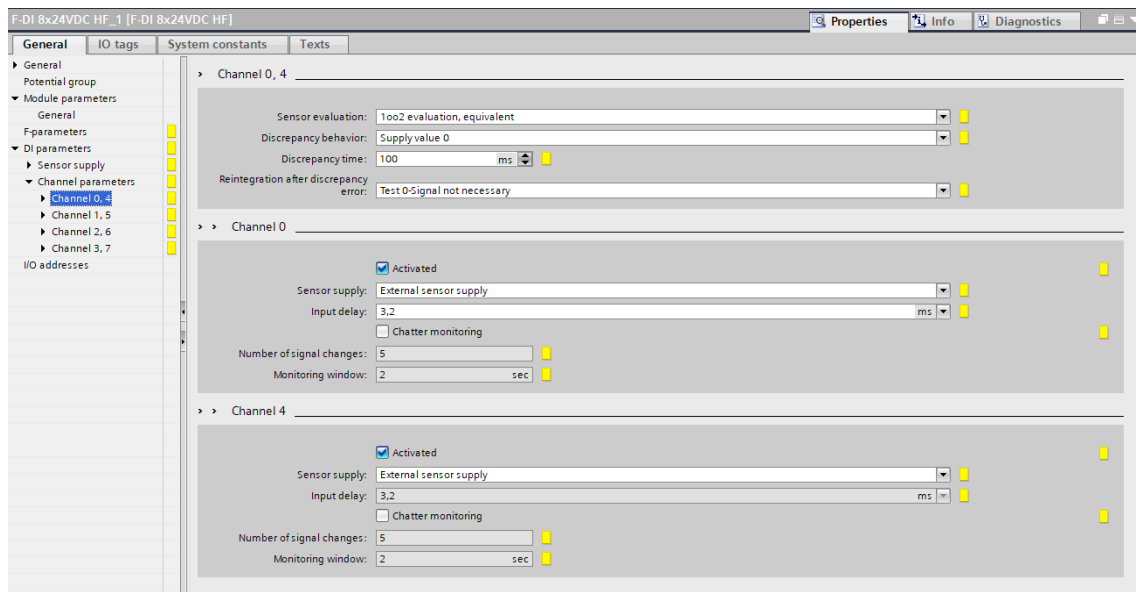 F-DI 8x24VDC HF_1 [F-DI 8x24VDC HF]
Properties
Info
Diagnostics
General
IO tags
System constants
Texts
General
Potential group
Module parameters
General
F-parameters
DI parameters
Sensor supply
Channel parameters
Channel 0, 4
Channel 1, 5
Channel 2, 6
Channel 3, 7
I/O addresses
Channel 0, 4
Sensor evaluation: 1oo2 evaluation, equivalent
Discrepancy behavior: Supply value 0
Discrepancy time: 100 ms
Reintegration after discrepancy
error: Test 0-Signal not necessary
Channel 0
Activated
Sensor supply: External sensor supply
Input delay: 3,2 ms
Chatter monitoring
Number of signal changes: 5
Monitoring window: 2 sec
Channel 4
Activated
Sensor supply: External sensor supply
Input delay: 3,2 ms
Chatter monitoring
Number of signal changes: 5
Monitoring window: 2 sec